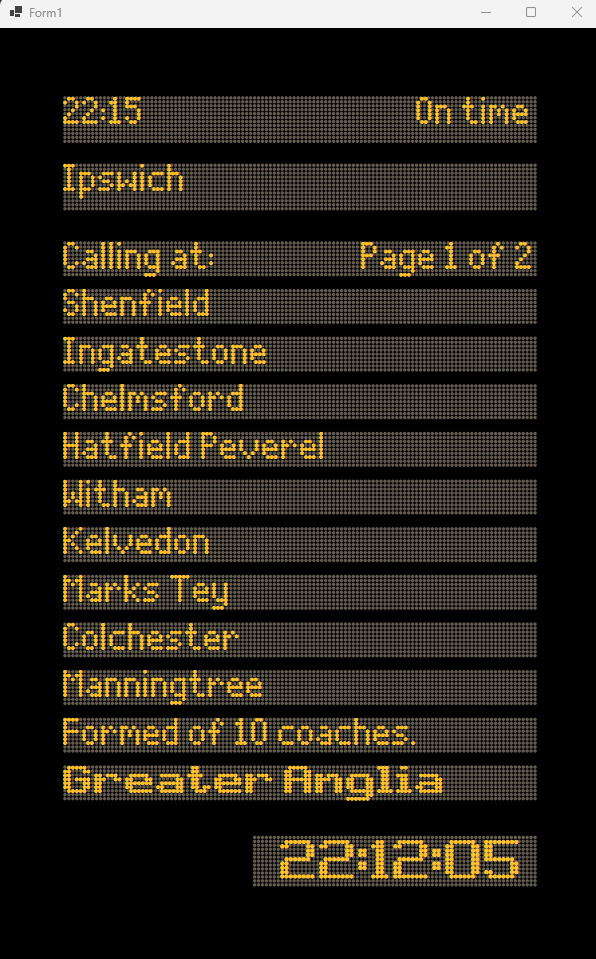 Form1
22:15 On time
Ipswich
Calling at: Page 1 of 2
Shenfield
Ingatestone
Chelmsford
Hatfield Peverel
Witham
Kelvedon
Marks Tey
Colchester
Manningtree
Formed of 10 coaches.
Greater Anglia
22:12:05